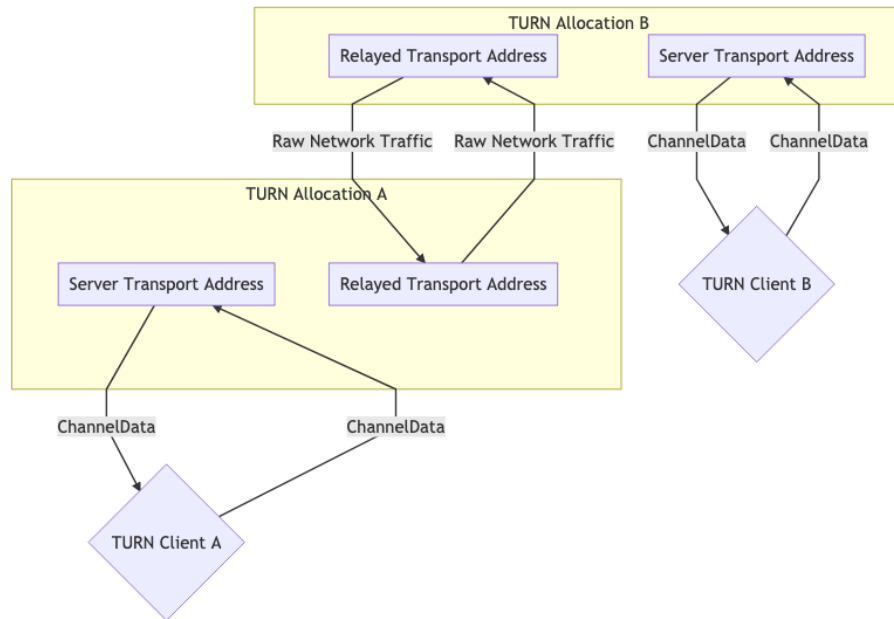 TURN Allocation B
Relayed Transport Address
Server Transport Address
Raw Network Traffic
Raw Network Traffic
ChannelData
ChannelData
TURN Allocation A
Server Transport Address
Relayed Transport Address
TURN Client B
ChannelData
ChannelData
TURN Client A